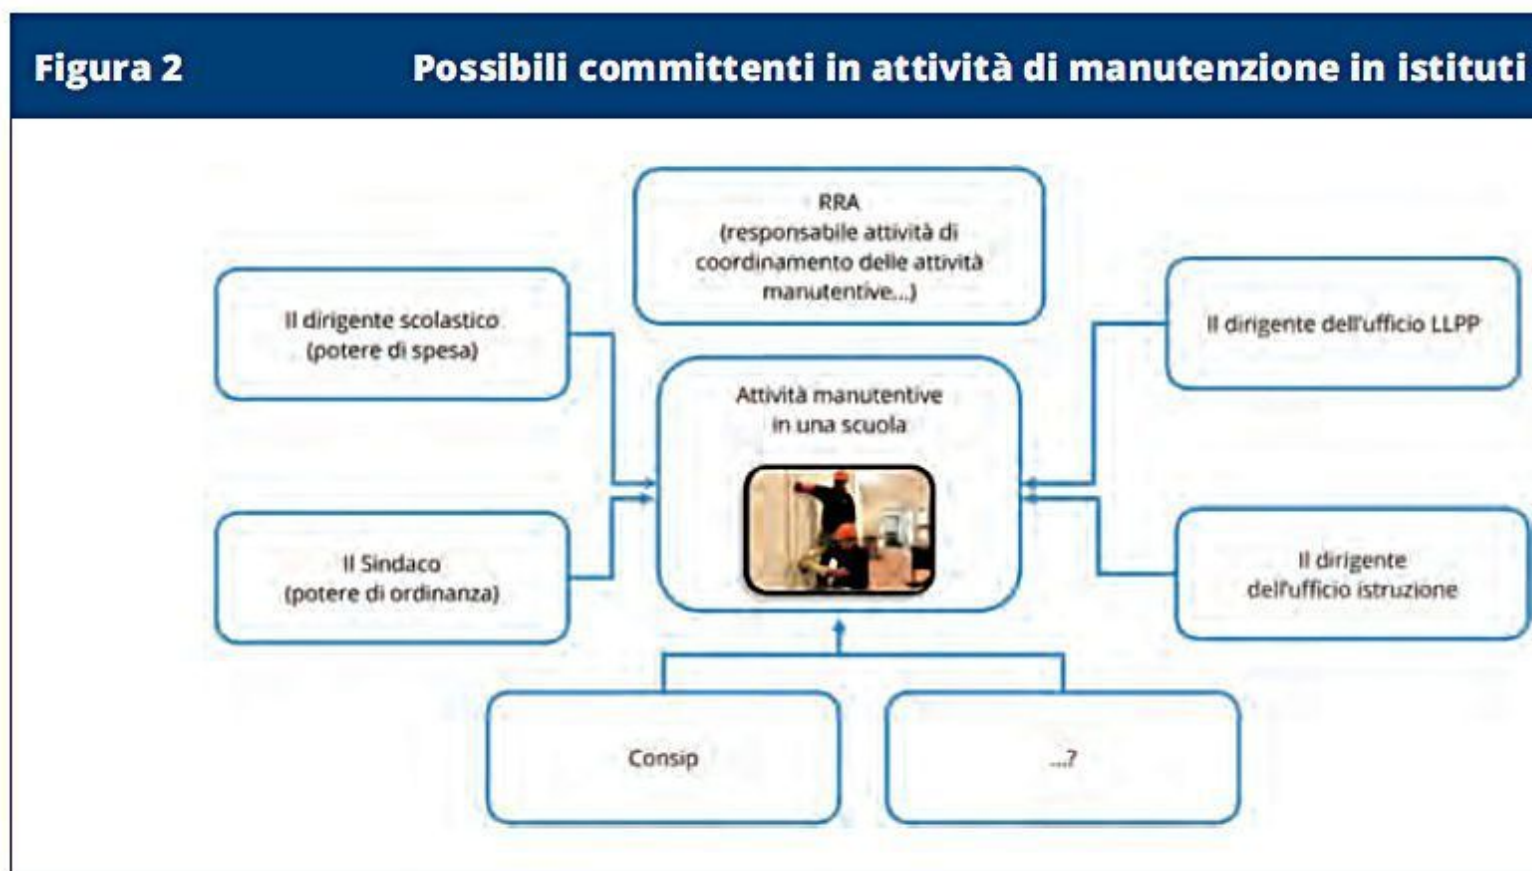 Figura 2
Possibili committenti in attività di manutenzione in istituti
RRA
(responsabile attività di
coordinamento delle attività
manutentive...)
Il dirigente scolastico
(potere di spesa)
Il dirigente dell'ufficio LLPP
Attività manutentive
in una scuola
Il Sindaco
(potere di ordinanza)
Il dirigente
dell'ufficio istruzione
Consip
...?